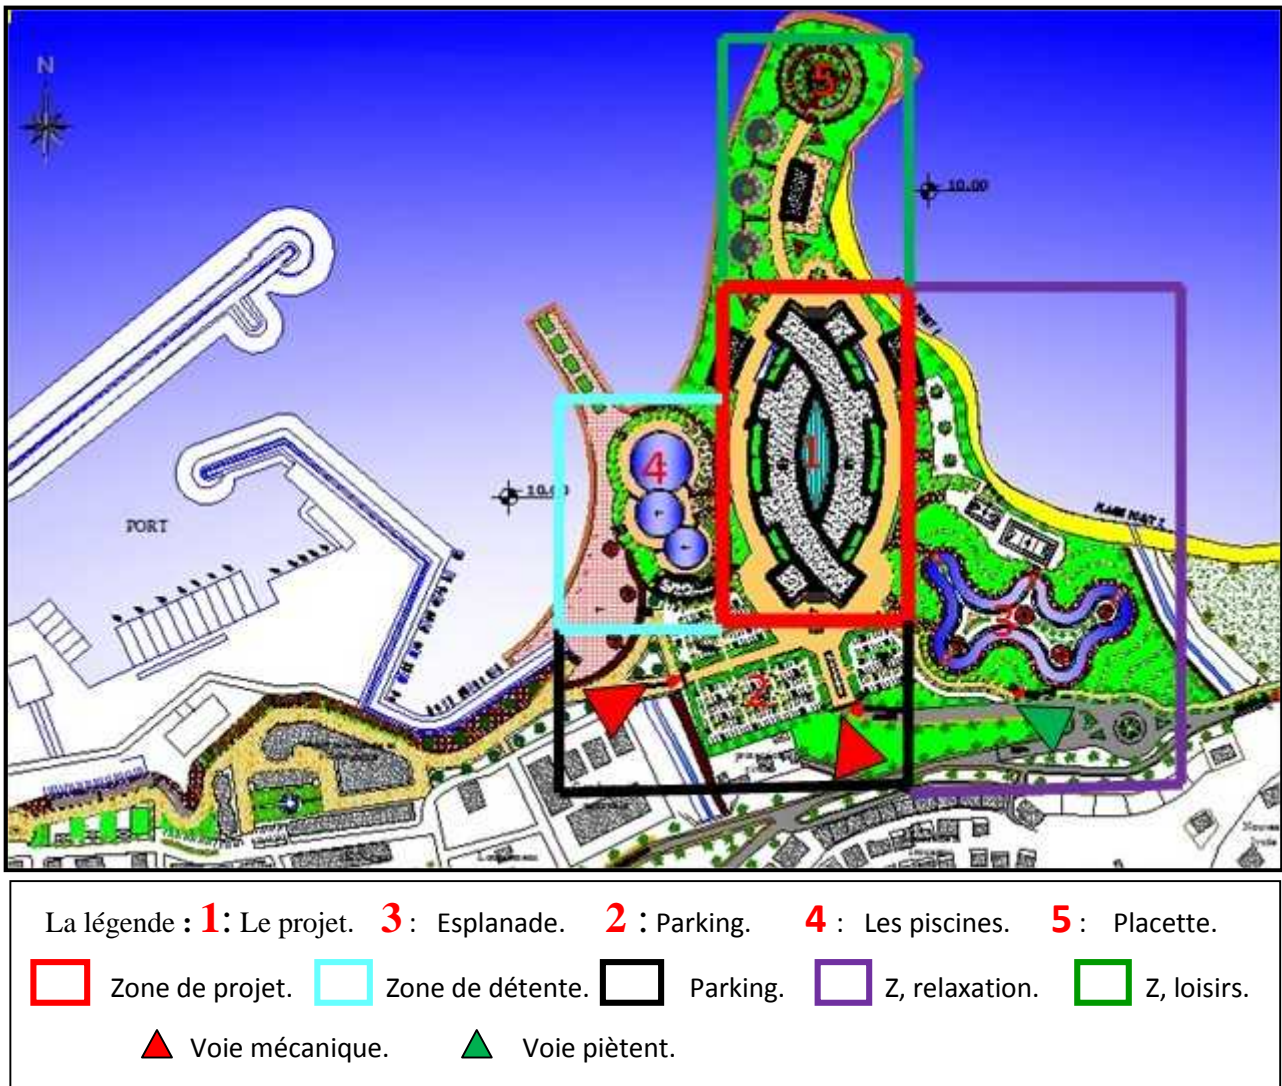 N
5
10.00
1
4
10.00
PORT
3
2
La légende : 1: Le projet. 3 : Esplanade. 2 : Parking. 4 : Les piscines. 5 : Placette.
Zone de projet. Zone de détente. Parking. Z, relaxation. Z, loisirs.
Voie mécanique. Voie piètent.